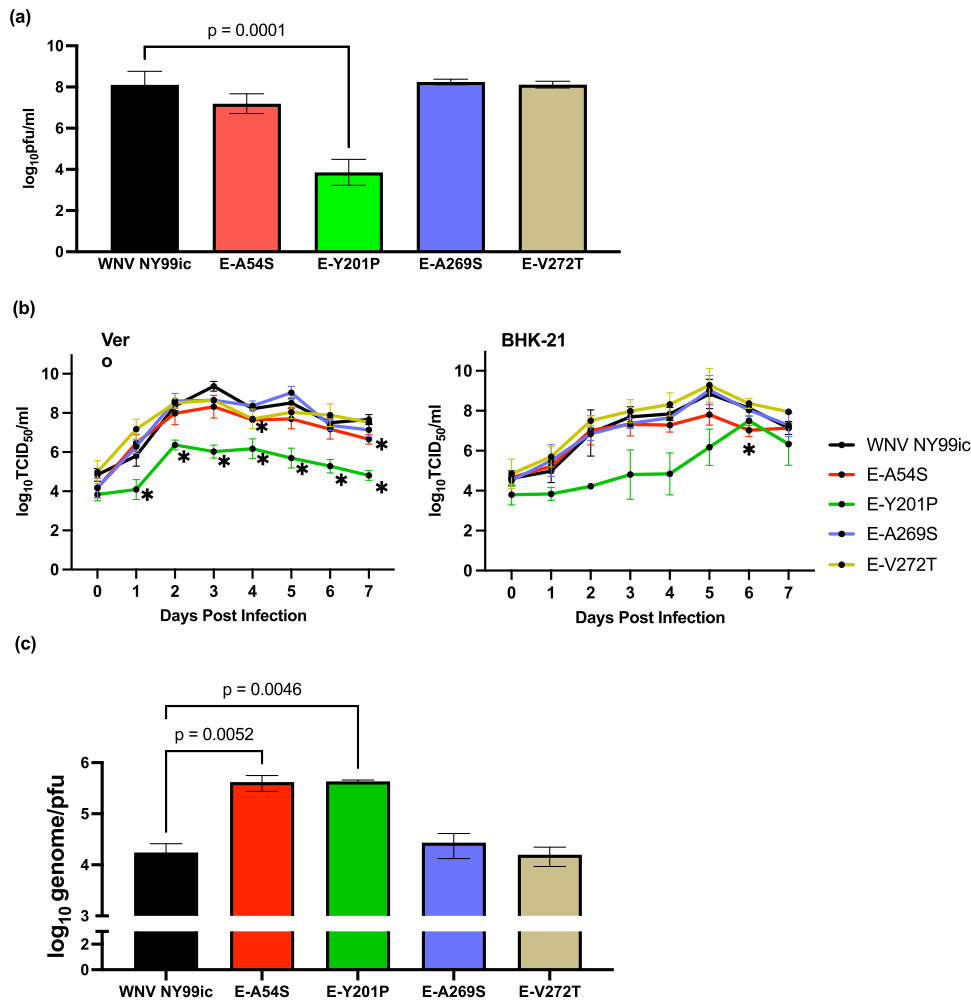 (a)
p = 0.0001
log10pfu/ml
10
8
6
4
2
0
WNV NY99ic E-A54S E-Y201P E-A269S E-V272T
(b)
Ver
o
log10TCID50/ml
10
8
6
4
2
0
* * * * * * * *
0 1 2 3 4 5 6 7
Days Post Infection
BHK-21
log10TCID50/ml
10
8
6
4
2
0
*
0 1 2 3 4 5 6 7
Days Post Infection
WNV NY99ic
E-A54S
E-Y201P
E-A269S
E-V272T
(c)
p = 0.0046
p = 0.0052
log10 genome/pfu
6
5
4
3
2
0
WNV NY99ic E-A54S E-Y201P E-A269S E-V272T